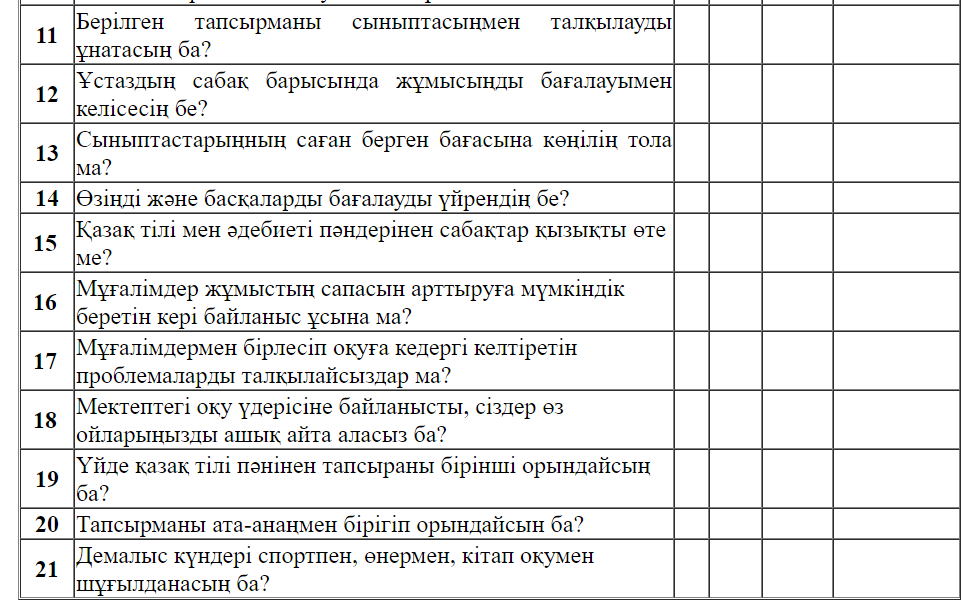 11 Берілген тапсырманы сыныптасыңмен талқылауды
ұнатасың ба?
12 Ұстаздың сабақ барысында жұмысыңды бағалауымен
келісесің бе?
13 Сыныптастарыңның саған берген бағасына көңілің тола
ма?
14 Өзіңді және басқаларды бағалауды үйрендің бе?
15 Қазақ тілі мен әдебиеті пәндерінен сабақтар қызықты өте
ме?
16 Мұғалімдер жұмыстың сапасын арттыруға мүмкіндік
беретін кері байланыс ұсына ма?
17 Мұғалімдермен бірлесіп оқуға кедергі келтіретін
проблемаларды талқылайсыздар ма?
18 Мектептегі оқу үдерісіне байланысты, сіздер өз
ойларыңызды ашық айта аласыз ба?
19 Үйде қазақ тілі пәнінен тапсыраны бірінші орындайсың
ба?
20 Тапсырманы ата-анаңмен бірігіп орындайсын ба?
21 Демалыс күндері спортпен, өнермен, кітап оқумен
шұғылданасың ба?